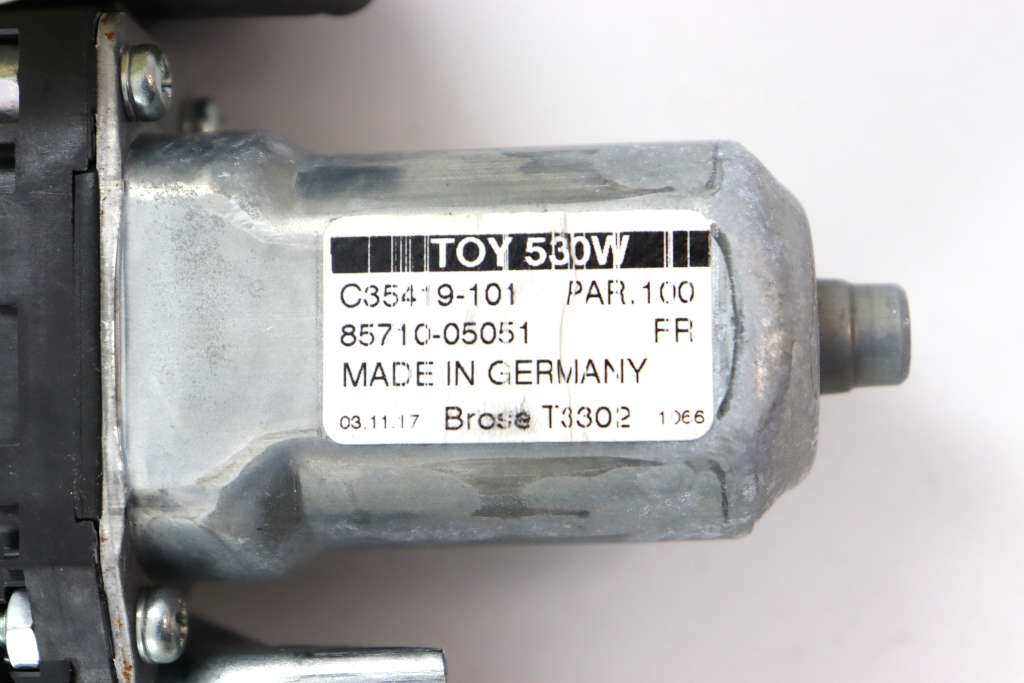 TOY 530W
C35419-101 PAR.100
85710-05051 FR
MADE IN GERMANY
03.11.17 Brose T3302 1066